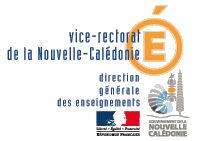 vice-rectorat
de la Nouvelle-Calédonie
É
direction
générale
des enseignements
Liberté • Égalité • Fraternité
RÉPUBLIQUE FRANÇAISE
GOUVERNEMENT DE LA
NOUVELLE
CALÉDONIE